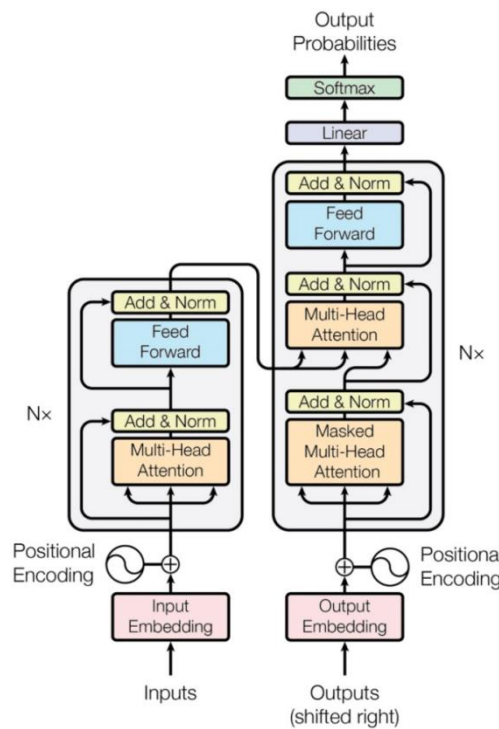 Output
Probabilities
Softmax
Linear
Add & Norm
Feed
Forward
Add & Norm
Multi-Head
Attention
Add & Norm
Masked
Multi-Head
Attention
N×
Add & Norm
Feed
Forward
Add & Norm
Multi-Head
Attention
N×
Positional
Encoding
Positional
Encoding
Input
Embedding
Output
Embedding
Inputs
Outputs
(shifted right)